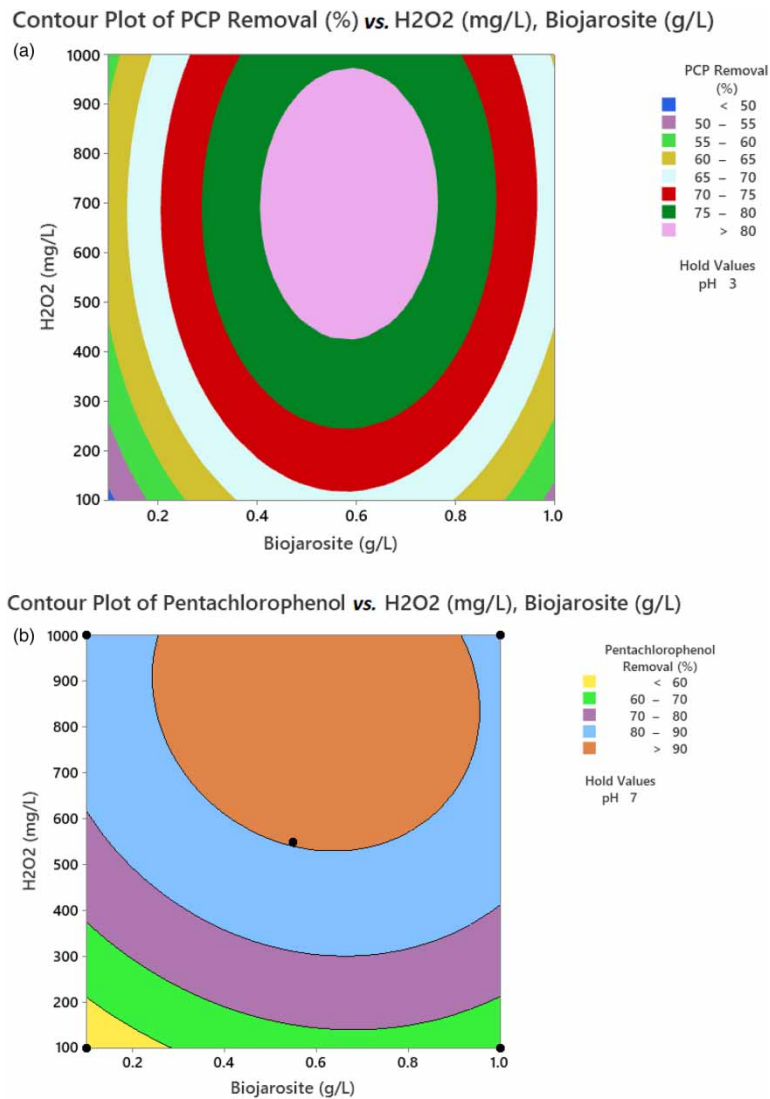 Contour Plot of PCP Removal (%) vs. H2O2 (mg/L), Biojarosite (g/L)
(a)
1000
900
800
700
600
500
400
300
200
100
H2O2 (mg/L)
0.2 0.4 0.6 0.8 1.0
Biojarosite (g/L)
PCP Removal
(%)
< 50
50 – 55
55 – 60
60 – 65
65 – 70
70 – 75
75 – 80
> 80
Hold Values
pH 3
Contour Plot of Pentachlorophenol vs. H2O2 (mg/L), Biojarosite (g/L)
(b)
1000
900
800
700
600
500
400
300
200
100
H2O2 (mg/L)
0.2 0.4 0.6 0.8 1.0
Biojarosite (g/L)
Pentachlorophenol
Removal (%)
< 60
60 – 70
70 – 80
80 – 90
> 90
Hold Values
pH 7